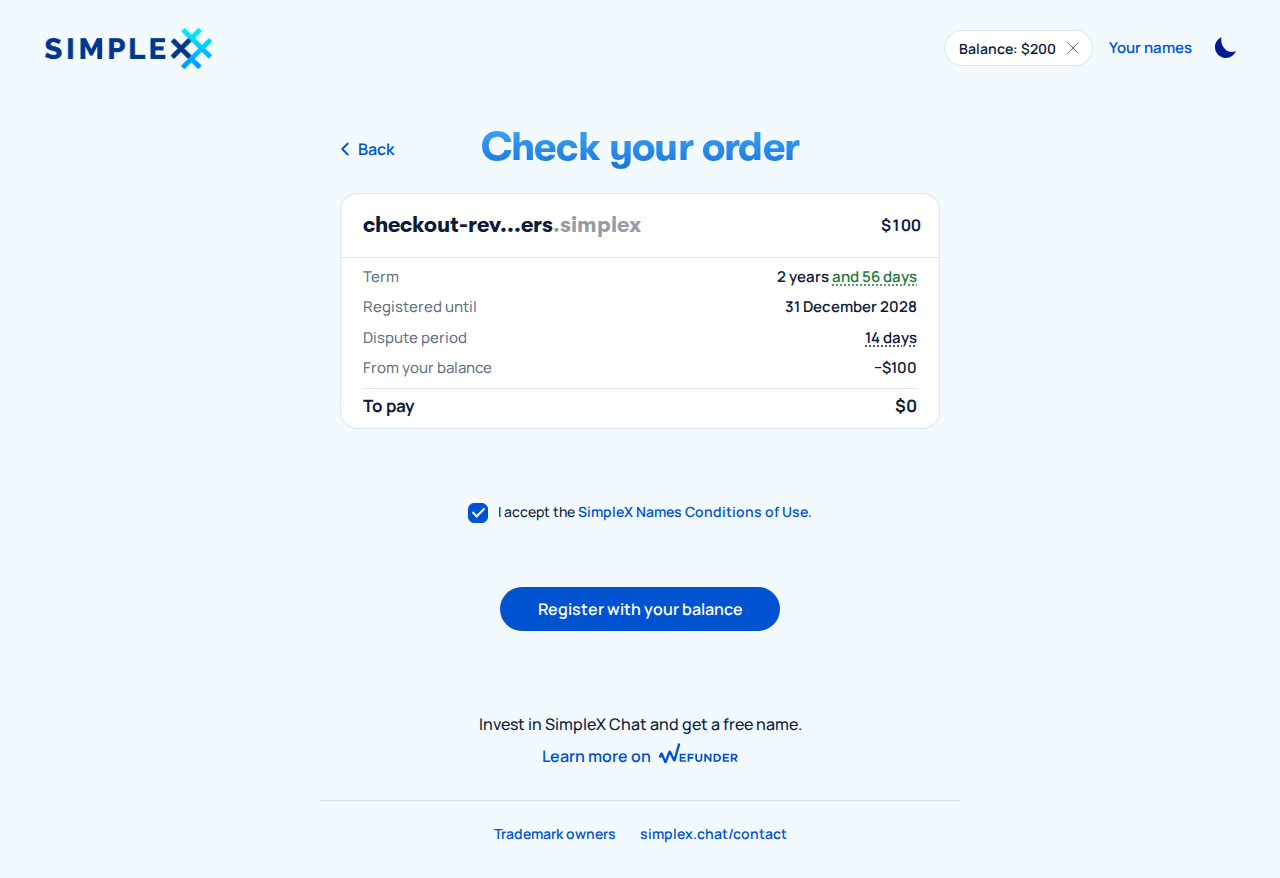 SIMPLEX
Balance: $200
Your names
Back
Check your order
checkout-rev...ers.simplex
$100
Term
2 years and 56 days
Registered until
31 December 2028
Dispute period
14 days
From your balance
−$100
To pay
$0
I accept the SimpleX Names Conditions of Use.
Register with your balance
Invest in SimpleX Chat and get a free name.
Learn more on WEFUNDER
Trademark owners
simplex.chat/contact